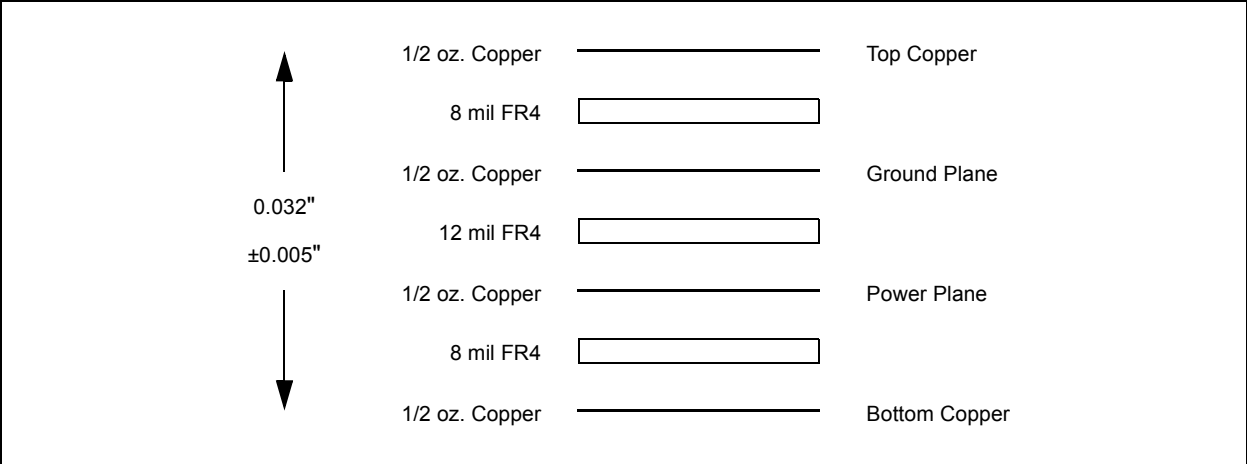 1/2 oz. Copper Top Copper
8 mil FR4
1/2 oz. Copper Ground Plane
0.032"
12 mil FR4
±0.005"
1/2 oz. Copper Power Plane
8 mil FR4
1/2 oz. Copper Bottom Copper